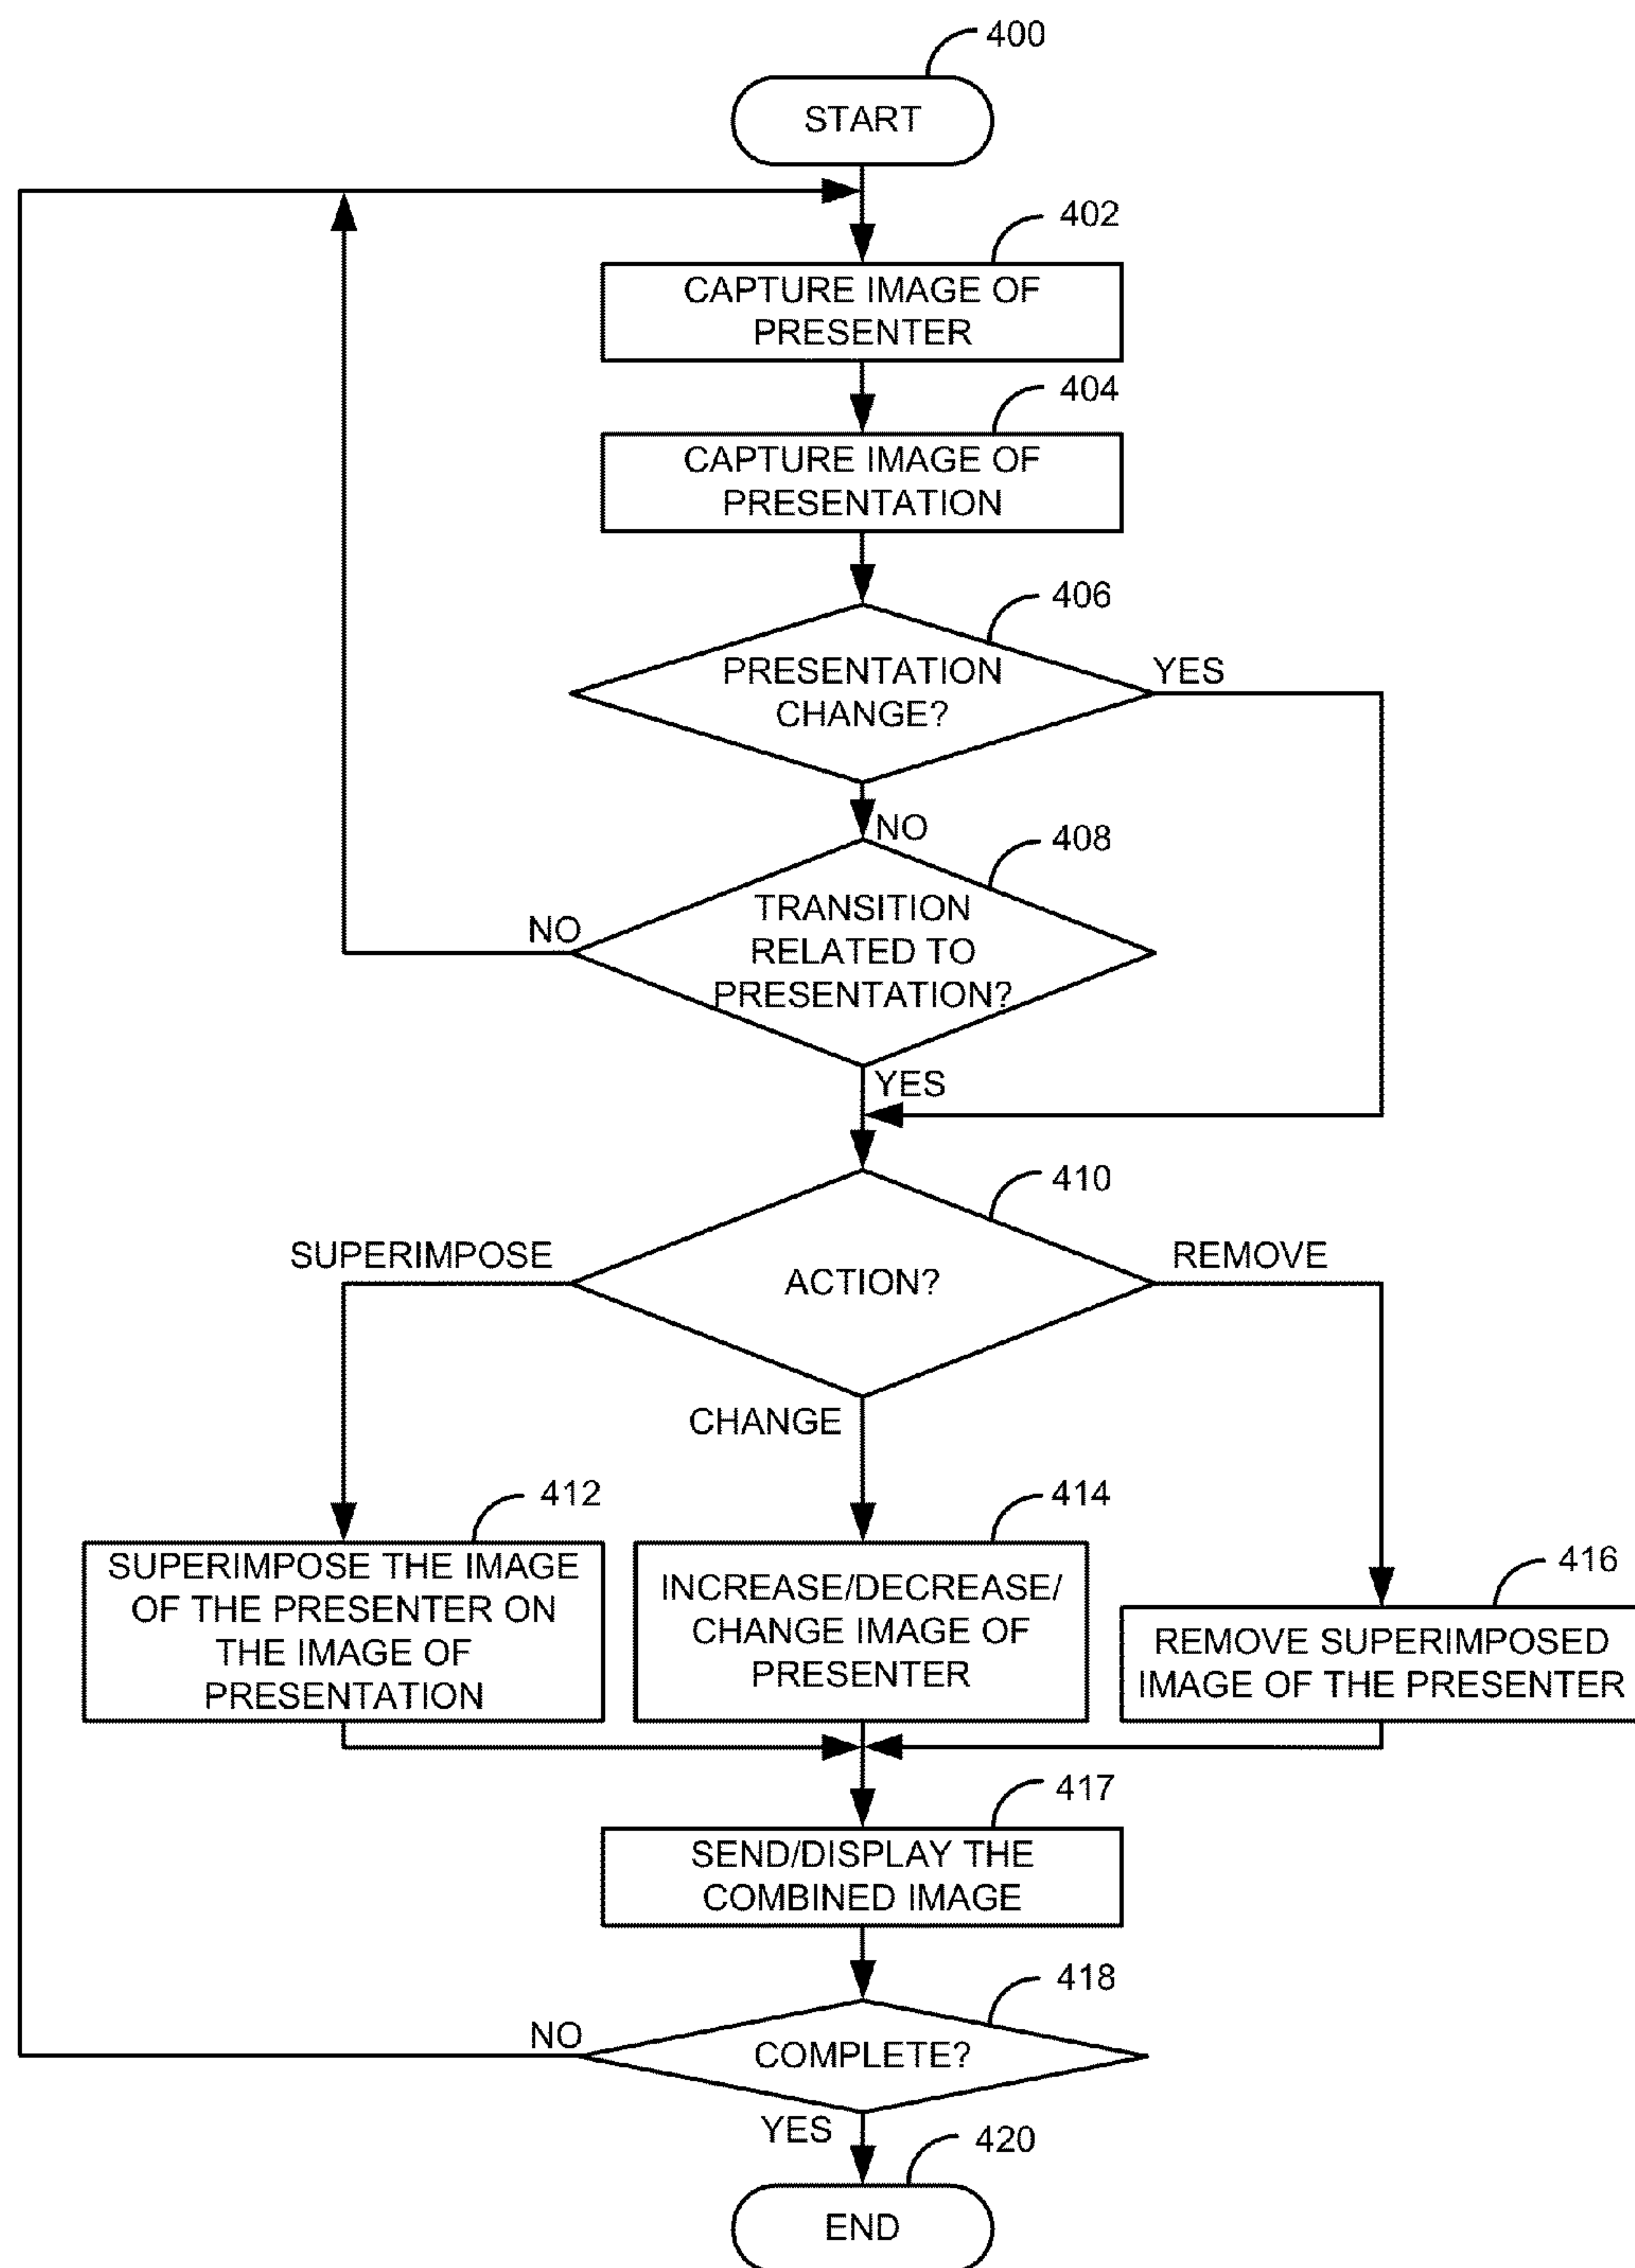 400
START
402
CAPTURE IMAGE OF
PRESENTER
404
CAPTURE IMAGE OF
PRESENTATION
406
PRESENTATION
CHANGE?
YES
NO
408
TRANSITION
RELATED TO
PRESENTATION?
NO
YES
410
ACTION?
SUPERIMPOSE
REMOVE
CHANGE
412
SUPERIMPOSE THE IMAGE
OF THE PRESENTER ON
THE IMAGE OF
PRESENTATION
414
INCREASE/DECREASE/
CHANGE IMAGE OF
PRESENTER
416
REMOVE SUPERIMPOSED
IMAGE OF THE PRESENTER
417
SEND/DISPLAY THE
COMBINED IMAGE
418
COMPLETE?
NO
YES
420
END